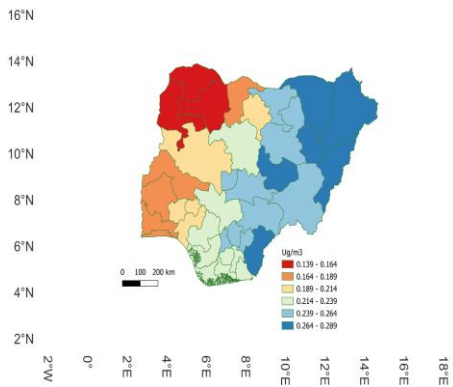 16°N
14°N
12°N
10°N
8°N
6°N
4°N
2°N
Ug/m3
0.139 - 0.164
0.164 - 0.189
0.189 - 0.214
0.214 - 0.239
0.239 - 0.264
0.264 - 0.289
0 100 200 km
2°W 0° 2°E 4°E 6°E 8°E 10°E 12°E 14°E 16°E 18°E